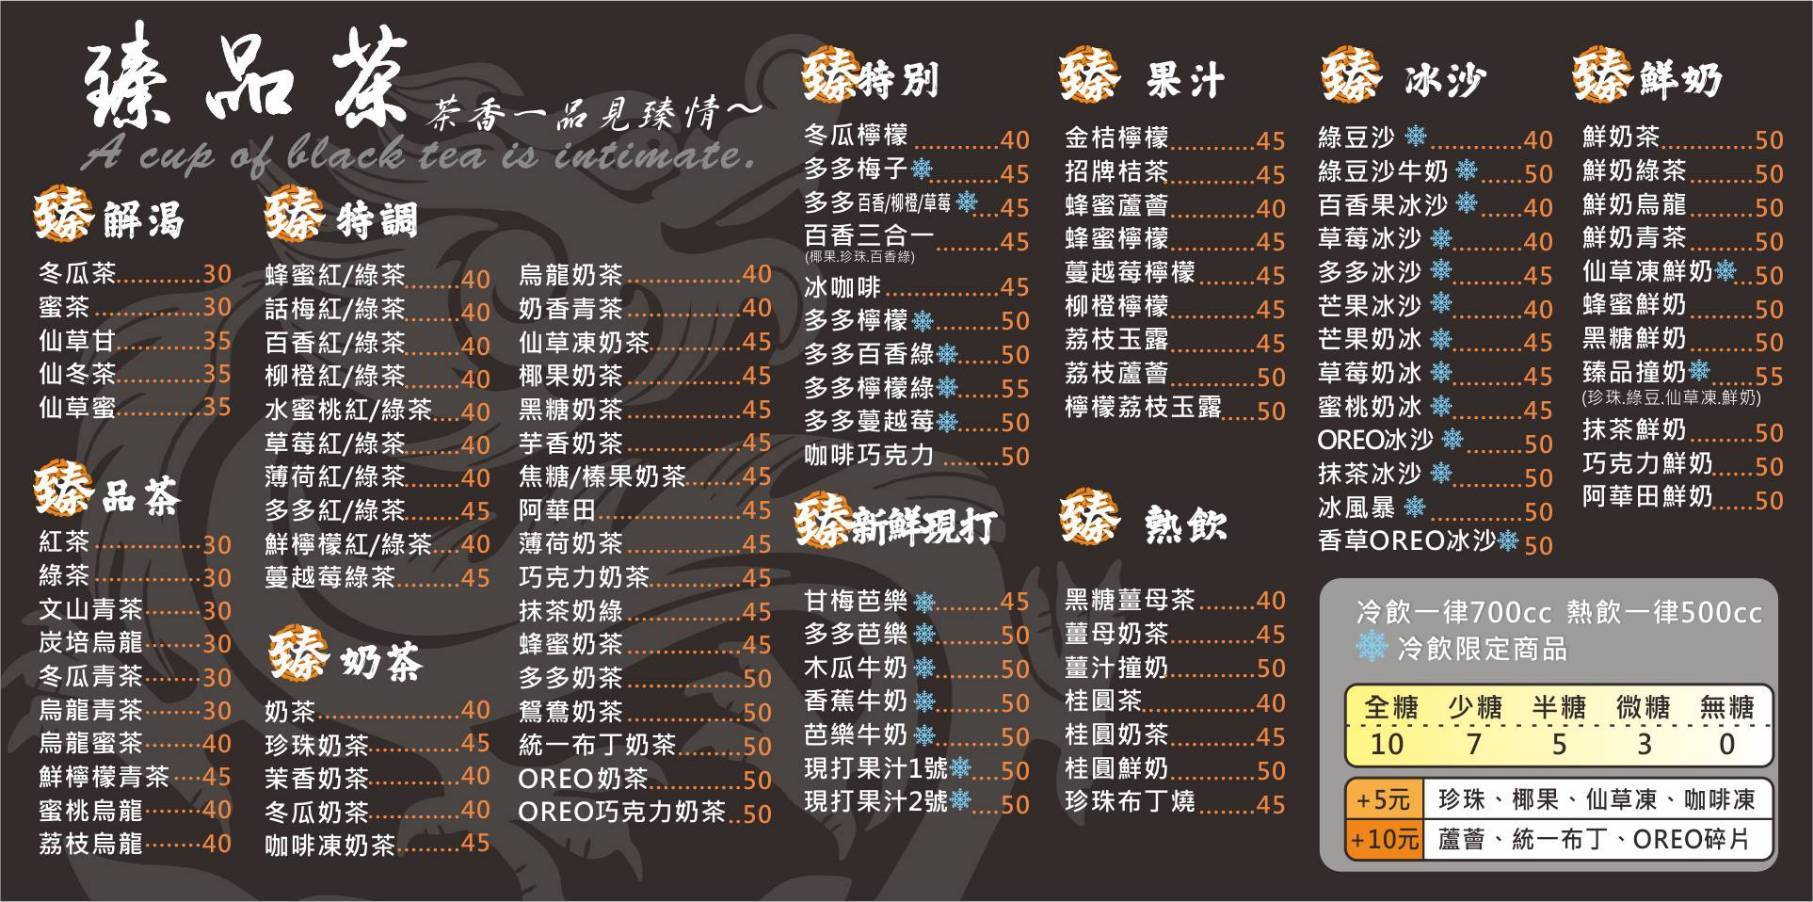 臻品茶
茶香一品見臻情～
A cup of black tea is intimate.
臻 解渴
冬瓜茶..........30
蜜茶.............30
仙草甘..........35
仙冬茶..........35
仙草蜜..........35
臻 品茶
紅茶.............30
綠茶.............30
文山青茶.......30
炭培烏龍.......30
冬瓜青茶.......30
烏龍青茶.......30
烏龍蜜茶.......40
鮮檸檬青茶....45
蜜桃烏龍.......40
荔枝烏龍.......40
臻 特調
蜂蜜紅/綠茶.......40
話梅紅/綠茶.......40
百香紅/綠茶.......40
柳橙紅/綠茶.......40
水蜜桃紅/綠茶....40
草莓紅/綠茶.......40
薄荷紅/綠茶.......40
多多紅/綠茶.......45
鮮檸檬紅/綠茶....40
蔓越莓綠茶........45
臻 奶茶
奶茶.................40
珍珠奶茶...........45
茉香奶茶...........40
冬瓜奶茶...........40
咖啡凍奶茶........45
烏龍奶茶..............40
奶香青茶..............40
仙草凍奶茶...........45
椰果奶茶..............45
黑糖奶茶..............45
芋香奶茶..............45
焦糖/榛果奶茶.......45
阿華田.................45
薄荷奶茶..............45
巧克力奶茶...........45
抹茶奶綠..............45
蜂蜜奶茶..............45
多多奶茶..............50
鴛鴦奶茶..............50
統一布丁奶茶........50
OREO奶茶...........50
OREO巧克力奶茶..50
臻 特別
冬瓜檸檬............40
多多梅子❄........45
多多百香/柳橙/草莓❄...45
百香三合一........45
(椰果.珍珠.百香綠)
冰咖啡..............45
多多檸檬❄........50
多多百香綠❄.....50
多多檸檬綠❄.....55
多多蔓越莓❄.....50
咖啡巧克力.......50
臻 新鮮現打
甘梅芭樂❄........45
多多芭樂❄........50
木瓜牛奶❄........50
香蕉牛奶❄........50
芭樂牛奶❄........50
現打果汁1號❄...50
現打果汁2號❄...50
臻 果汁
金桔檸檬...........45
招牌桔茶...........45
蜂蜜蘆薈...........40
蜂蜜檸檬...........45
蔓越莓檸檬........45
柳橙檸檬...........45
荔枝玉露...........45
荔枝蘆薈...........50
檸檬荔枝玉露....50
臻 熱飲
黑糖薑母茶.......40
薑母奶茶...........45
薑汁撞奶...........50
桂圓茶..............40
桂圓奶茶...........45
桂圓鮮奶...........50
珍珠布丁燒.......45
臻 冰沙
綠豆沙❄............40
綠豆沙牛奶❄.....50
百香果冰沙❄.....40
草莓冰沙❄.........40
多多冰沙❄.........45
芒果冰沙❄.........40
芒果奶冰❄.........45
草莓奶冰❄.........45
蜜桃奶冰❄.........45
OREO冰沙❄.......50
抹茶冰沙❄.........50
冰風暴❄............50
香草OREO冰沙❄50
臻 鮮奶
鮮奶茶...........50
鮮奶綠茶........50
鮮奶烏龍........50
鮮奶青茶........50
仙草凍鮮奶❄...50
蜂蜜鮮奶........50
黑糖鮮奶........50
臻品撞奶❄.....55
(珍珠.綠豆.仙草凍.鮮奶)
抹茶鮮奶........50
巧克力鮮奶.....50
阿華田鮮奶.....50
冷飲一律700cc 熱飲一律500cc
❄ 冷飲限定商品
全糖 少糖 半糖 微糖 無糖
10 7 5 3 0
+5元 珍珠、椰果、仙草凍、咖啡凍
+10元 蘆薈、統一布丁、OREO碎片